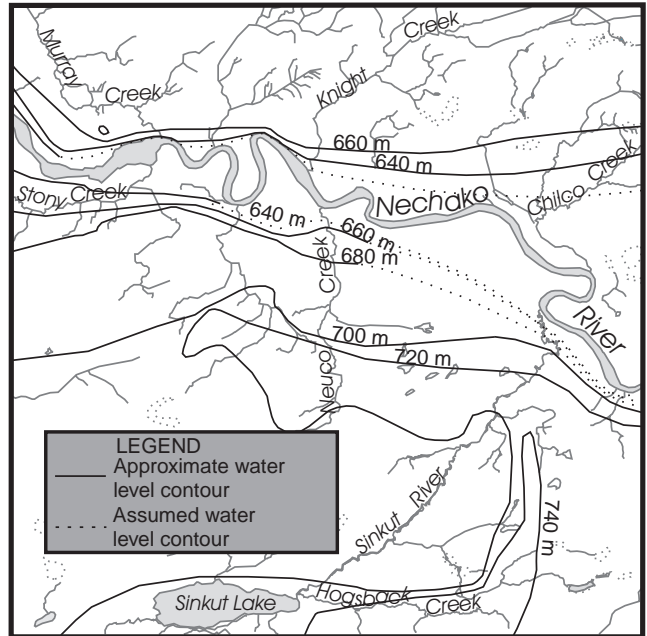 Murray
Creek
Creek
Knight
660 m
640 m
Creek
Chilco
Stony Creek
Nechako
River
640 m
660 m
680 m
Creek
Neuco
700 m
720 m
LEGEND
Approximate water
level contour
Assumed water
level contour
Sinkut River
740 m
Sinkut Lake
Hogsback
Creek